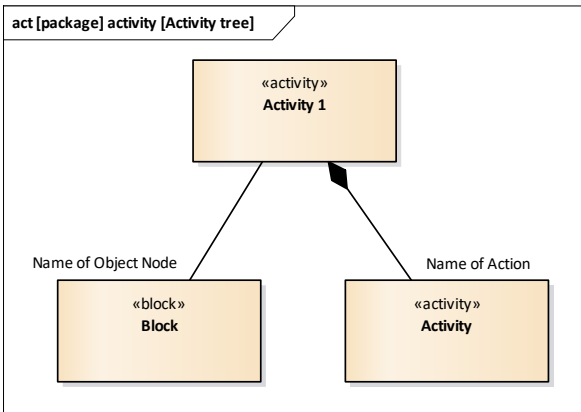 act [package] activity [Activity tree]
«activity»
Activity 1
Name of Object Node
Name of Action
«block»
Block
«activity»
Activity